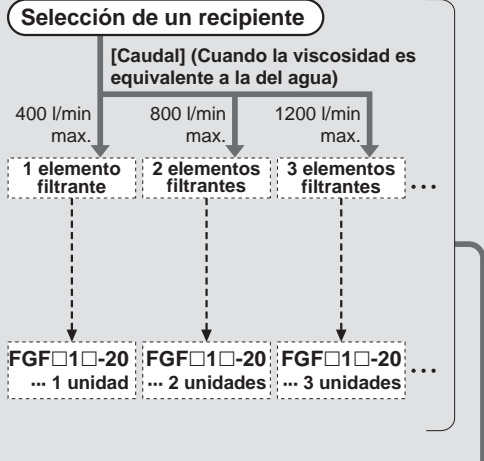 Selección de un recipiente
[Caudal] (Cuando la viscosidad es
equivalente a la del agua)
400 l/min
max.
800 l/min
max.
1200 l/min
max.
1 elemento
filtrante
2 elementos
filtrantes
3 elementos
filtrantes
...
FGF□1□-20
··· 1 unidad
FGF□1□-20
··· 2 unidades
FGF□1□-20
··· 3 unidades
...